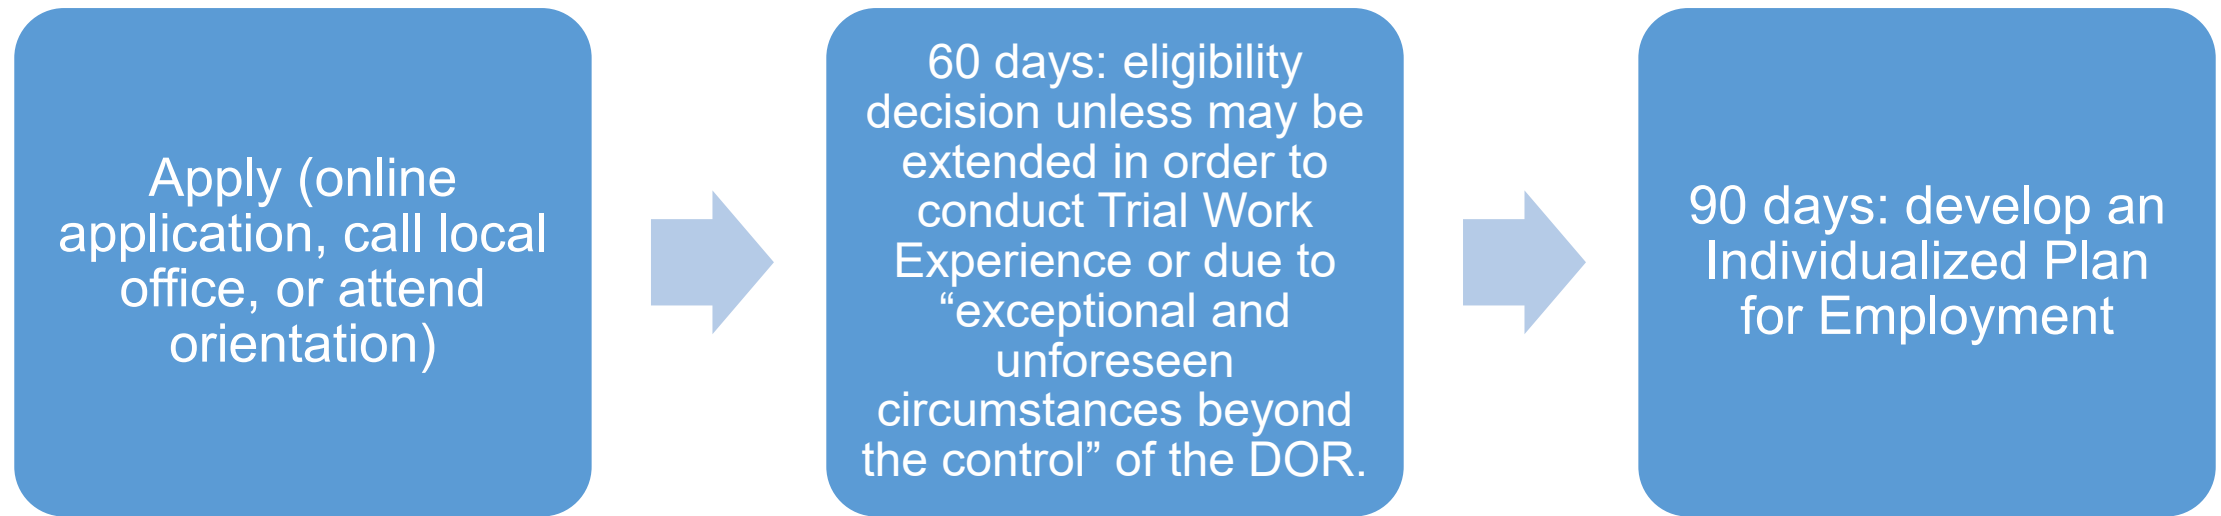 Apply (online
application, call local
office, or attend
orientation)
60 days: eligibility
decision unless may be
extended in order to
conduct Trial Work
Experience or due to
“exceptional and
unforeseen
circumstances beyond
the control” of the DOR.
90 days: develop an
Individualized Plan
for Employment